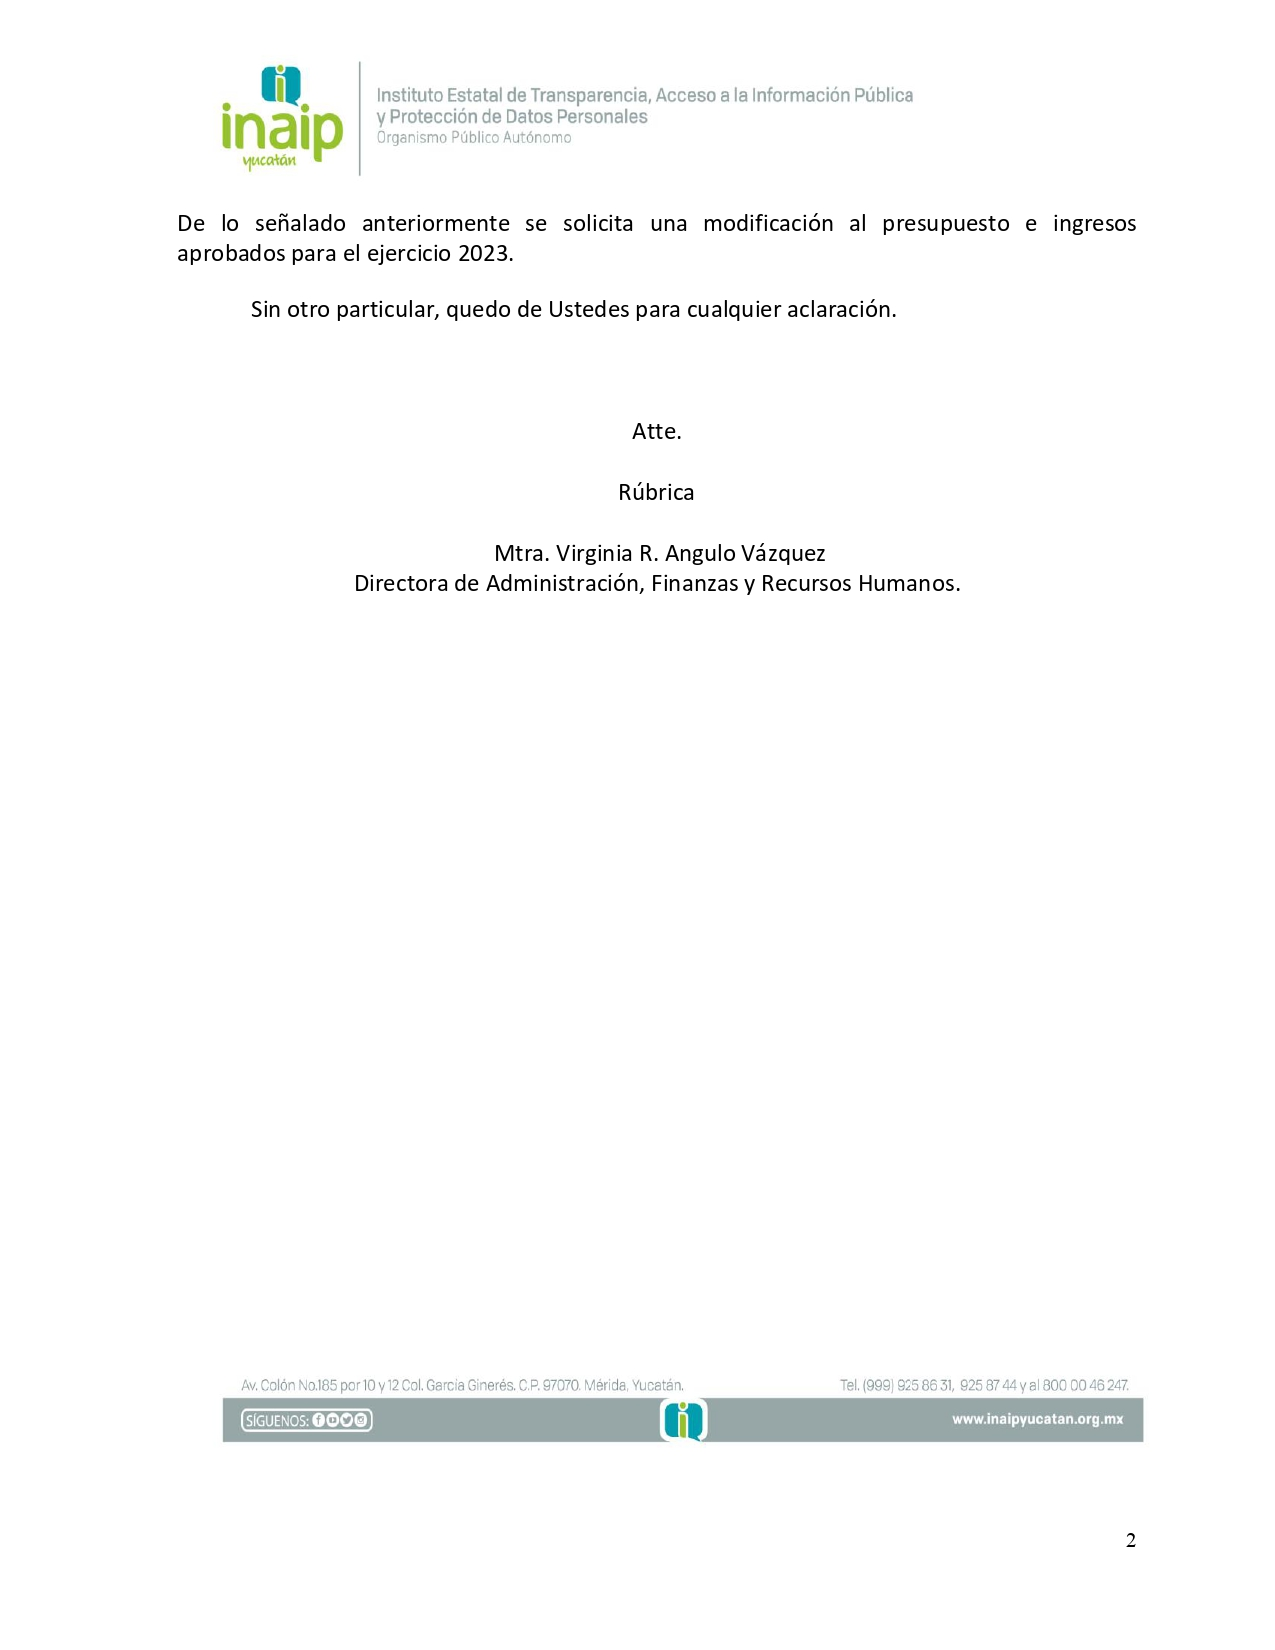 inaip
yucatán
Instituto Estatal de Transparencia, Acceso a la Información Pública
y Protección de Datos Personales
Organismo Público Autónomo
De lo señalado anteriormente se solicita una modificación al presupuesto e ingresos
aprobados para el ejercicio 2023.
Sin otro particular, quedo de Ustedes para cualquier aclaración.
Atte.
Rúbrica
Mtra. Virginia R. Angulo Vázquez
Directora de Administración, Finanzas y Recursos Humanos.
Av. Colón No.185 por 10 y 12 Col. García Ginerés. C.P. 97070. Mérida, Yucatán.
Tel. (999) 925 86 31, 925 87 44 y al 800 00 46 247.
SÍGUENOS:
www.inaipyucatan.org.mx
2